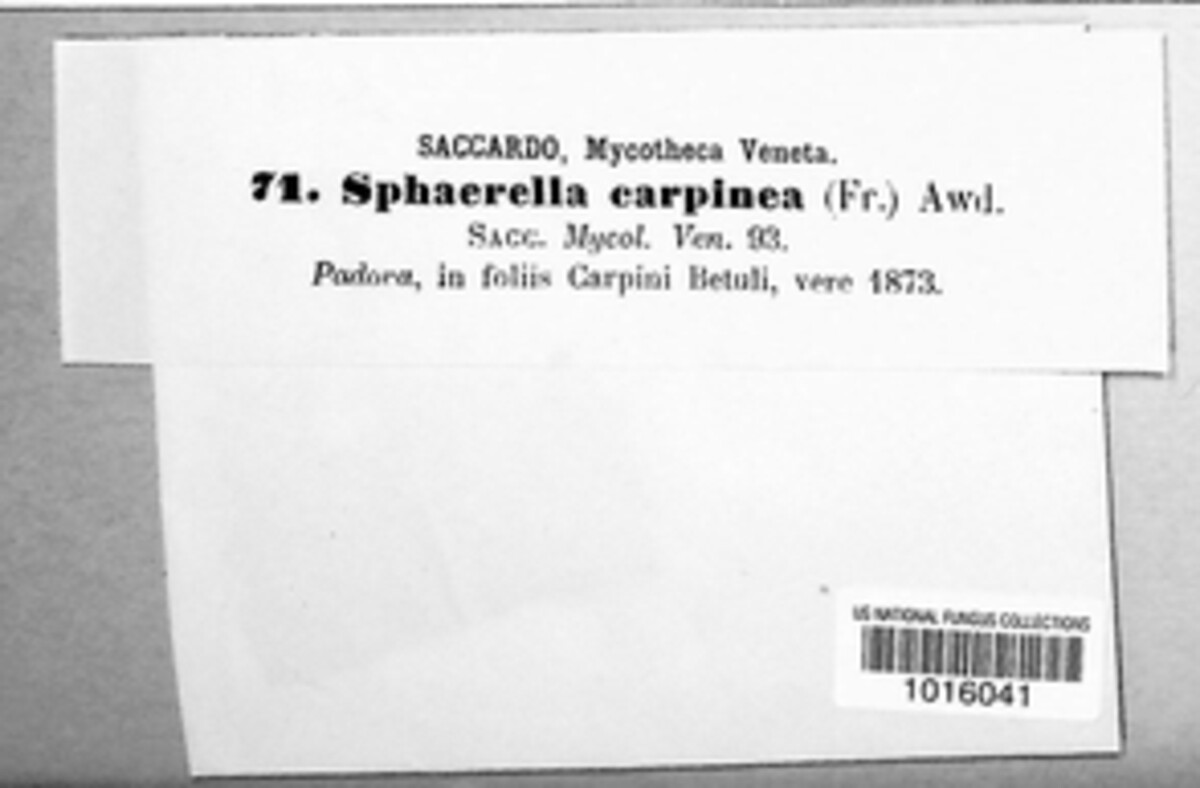 SACCARDO, Mycotheca Veneta.
71. Sphaerella carpinea (Fr.) Awd.
SACC. Mycol. Ven. 93.
Padova, in foliis Carpini Betuli, vere 1873.
US NATIONAL FUNGUS COLLECTIONS
1016041